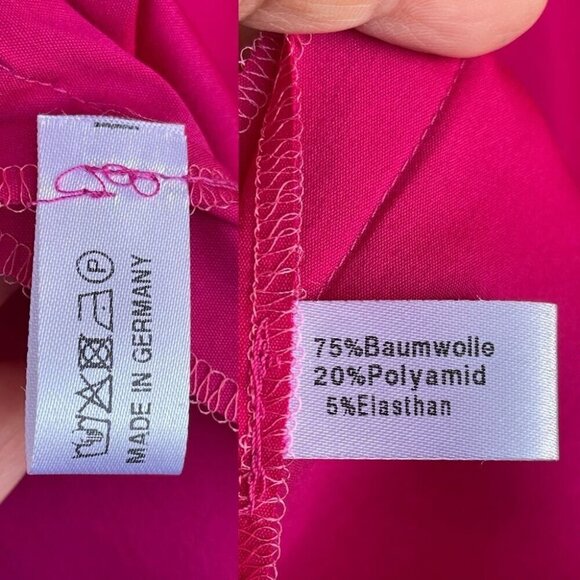 MADE IN GERMANY
P
75%Baumwolle
20%Polyamid
5%Elasthan